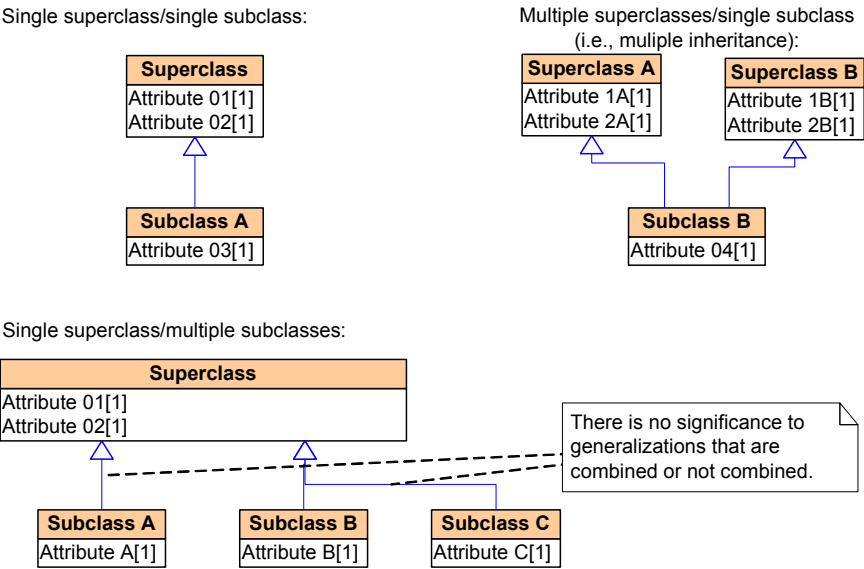 Single superclass/single subclass:
Superclass
Attribute 01[1]
Attribute 02[1]
Subclass A
Attribute 03[1]
Multiple superclasses/single subclass
(i.e., muliple inheritance):
Superclass A
Attribute 1A[1]
Attribute 2A[1]
Superclass B
Attribute 1B[1]
Attribute 2B[1]
Subclass B
Attribute 04[1]
Single superclass/multiple subclasses:
Superclass
Attribute 01[1]
Attribute 02[1]
There is no significance to
generalizations that are
combined or not combined.
Subclass A
Attribute A[1]
Subclass B
Attribute B[1]
Subclass C
Attribute C[1]